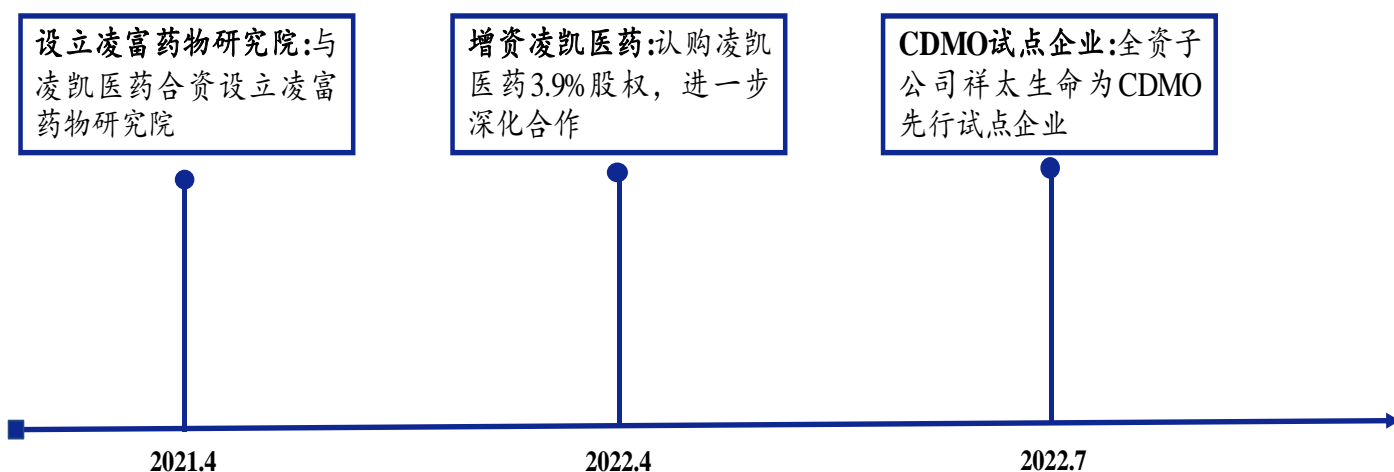 设立凌富药物研究院:与
凌凯医药合资设立凌富
药物研究院
增资凌凯医药:认购凌凯
医药3.9%股权，进一步
深化合作
CDMO试点企业:全资子
公司祥太生命为CDMO
先行试点企业
2021.4
2022.4
2022.7